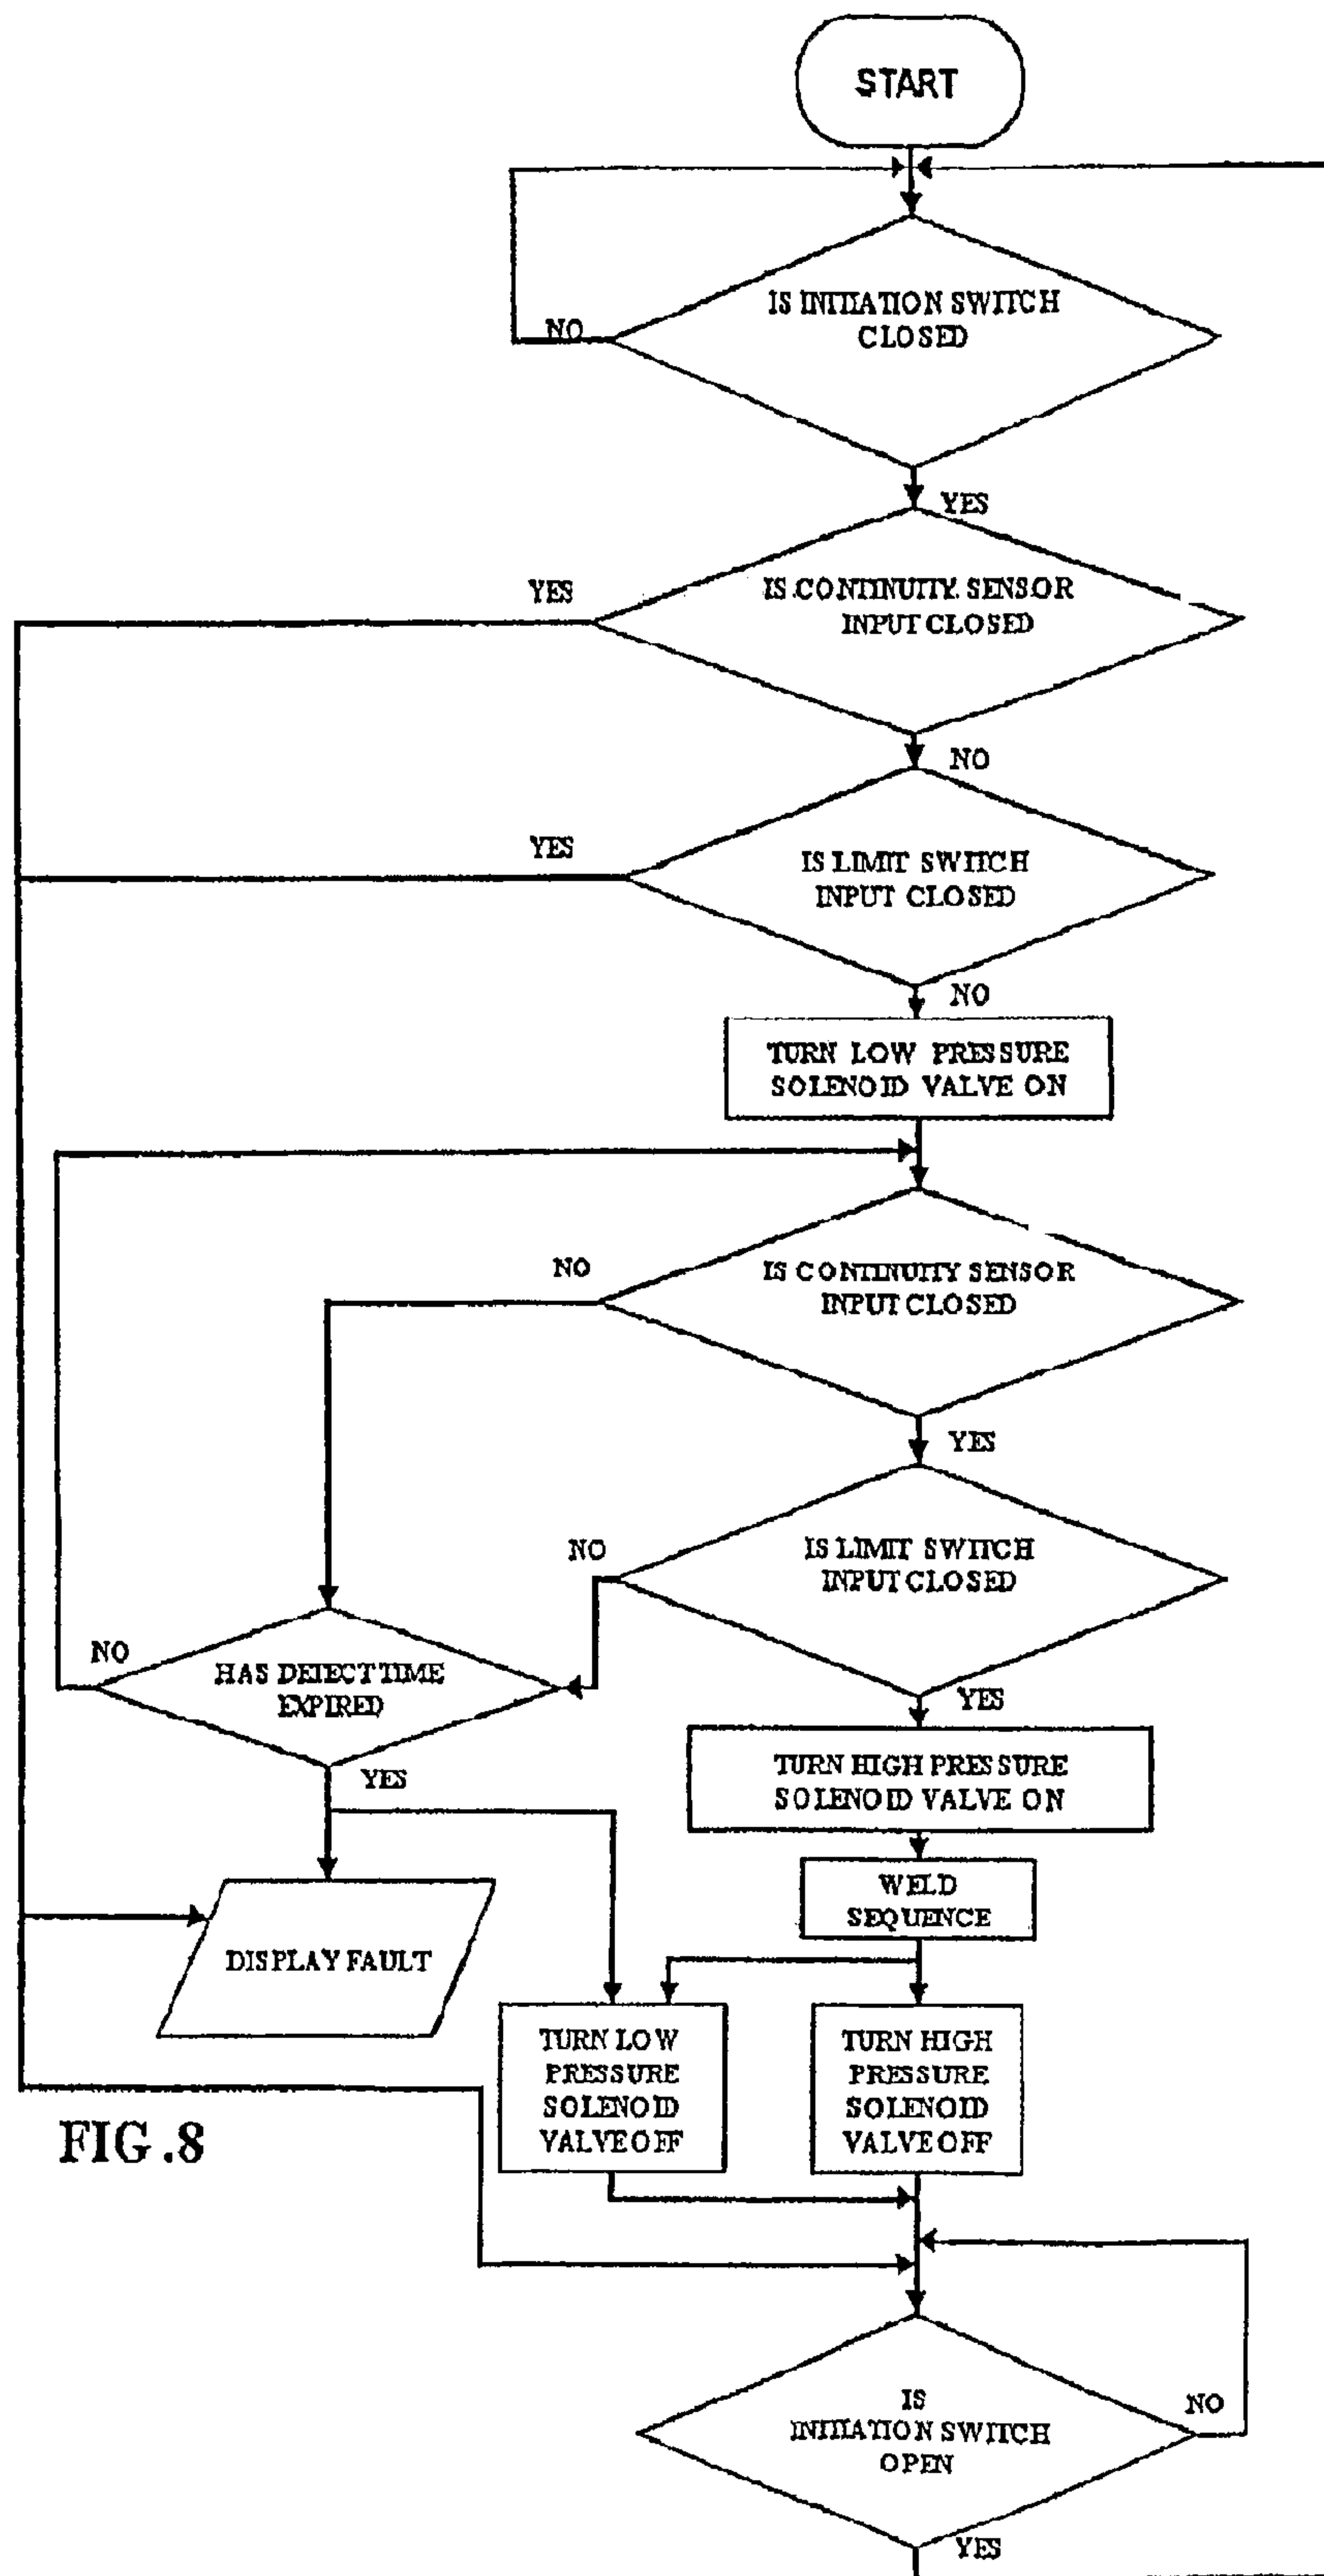 START
IS INITIATION SWITCH
CLOSED
NO
YES
IS CONTINUITY SENSOR
INPUT CLOSED
YES
NO
IS LIMIT SWITCH
INPUT CLOSED
YES
NO
TURN LOW PRESSURE
SOLENOID VALVE ON
IS CONTINUITY SENSOR
INPUT CLOSED
NO
YES
IS LIMIT SWITCH
INPUT CLOSED
NO
NO
HAS DETECT TIME
EXPIRED
YES
YES
TURN HIGH PRESSURE
SOLENOID VALVE ON
WELD
SEQUENCE
DISPLAY FAULT
TURN LOW
PRESSURE
SOLENOID
VALVE OFF
TURN HIGH
PRESSURE
SOLENOID
VALVE OFF
FIG.8
IS
INITIATION SWITCH
OPEN
NO
YES